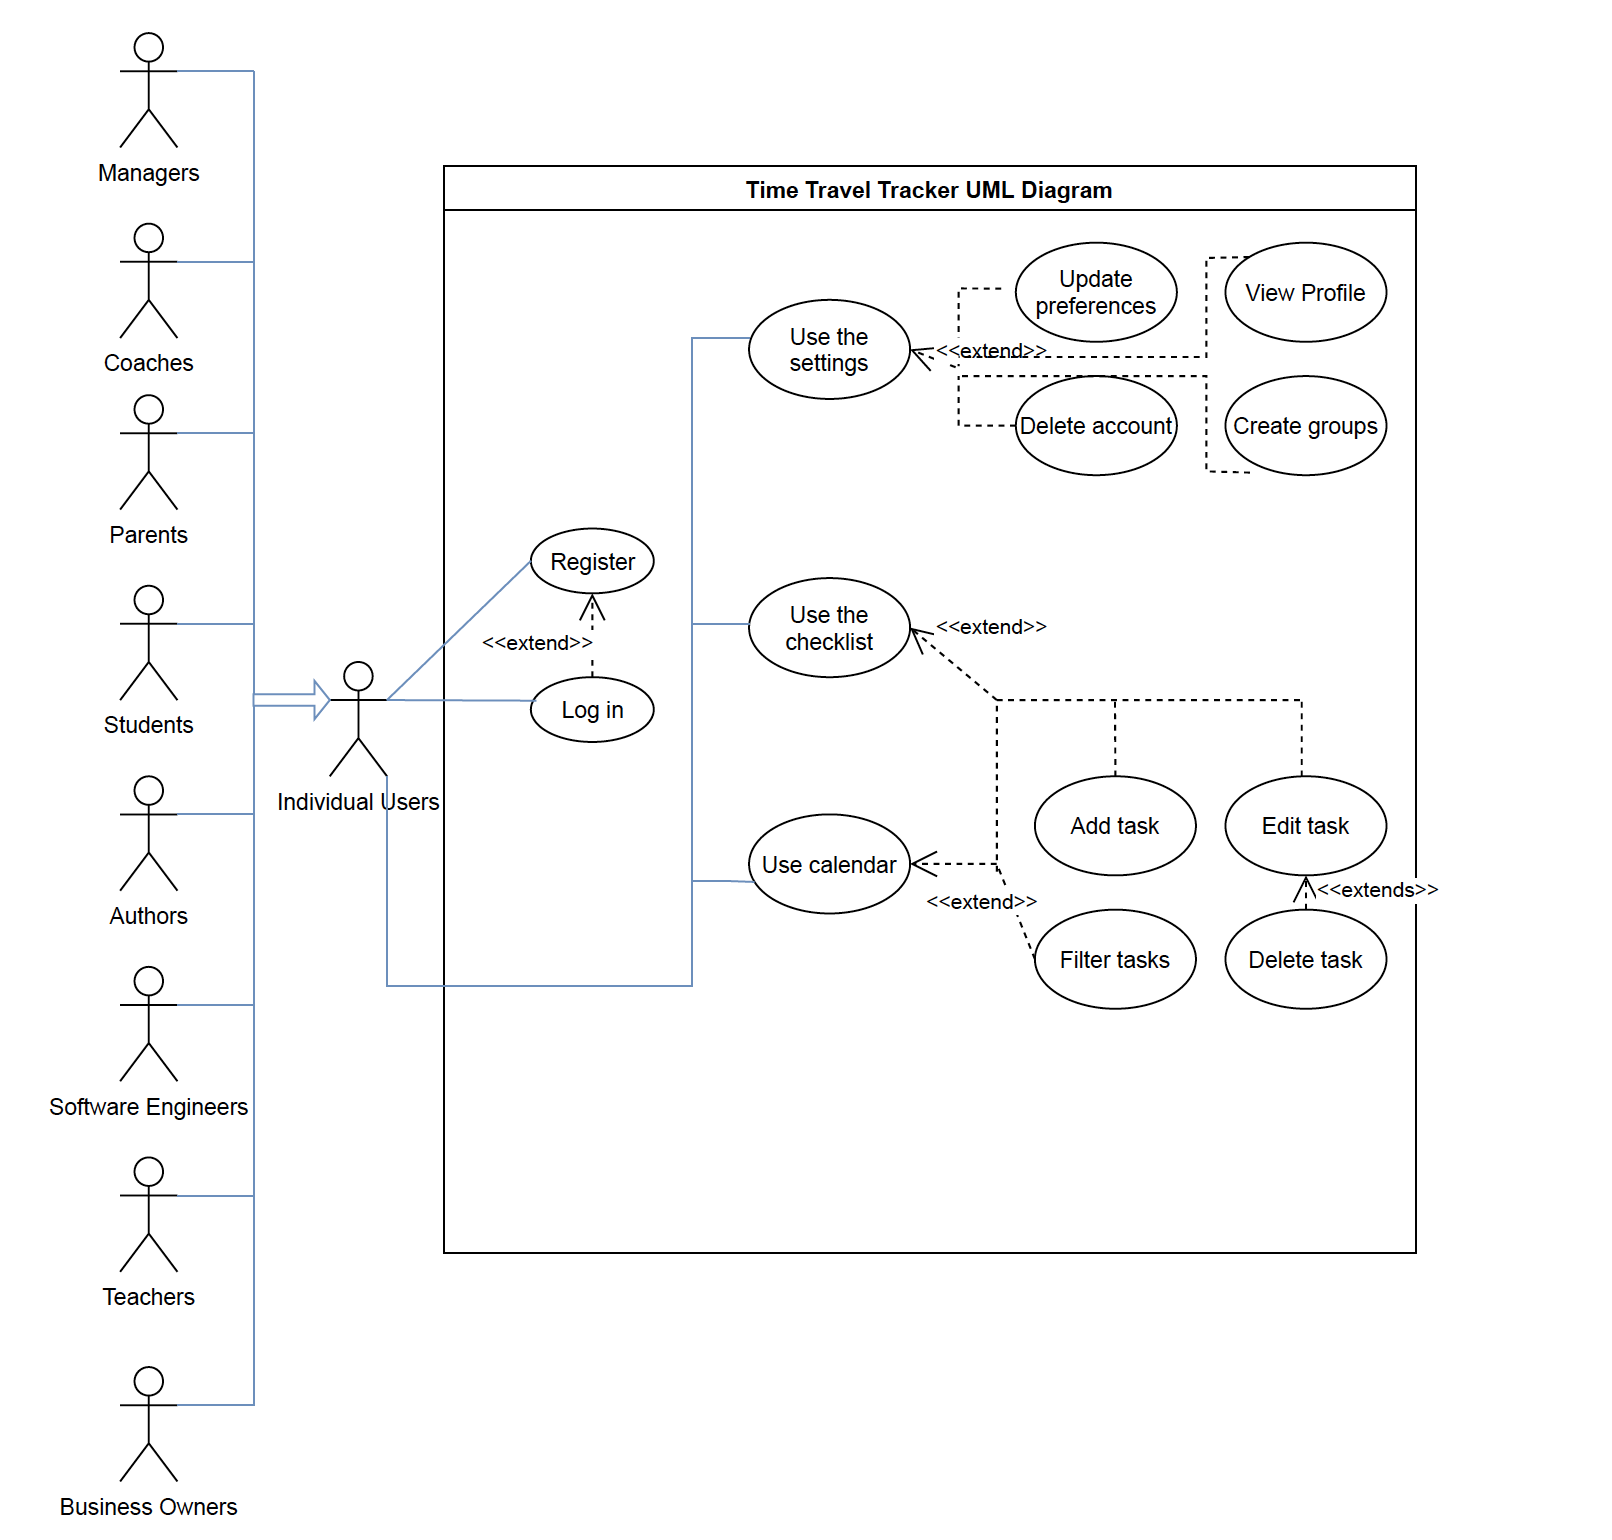 Managers
Coaches
Parents
Students
Authors
Software Engineers
Teachers
Business Owners
Individual Users
Time Travel Tracker UML Diagram
Register
<<extend>>
Log in
Use the
settings
<<extend>>
Update
preferences
View Profile
Delete account
Create groups
Use the
checklist
<<extend>>
Use calendar
<<extend>>
Add task
Edit task
<<extends>>
Filter tasks
Delete task